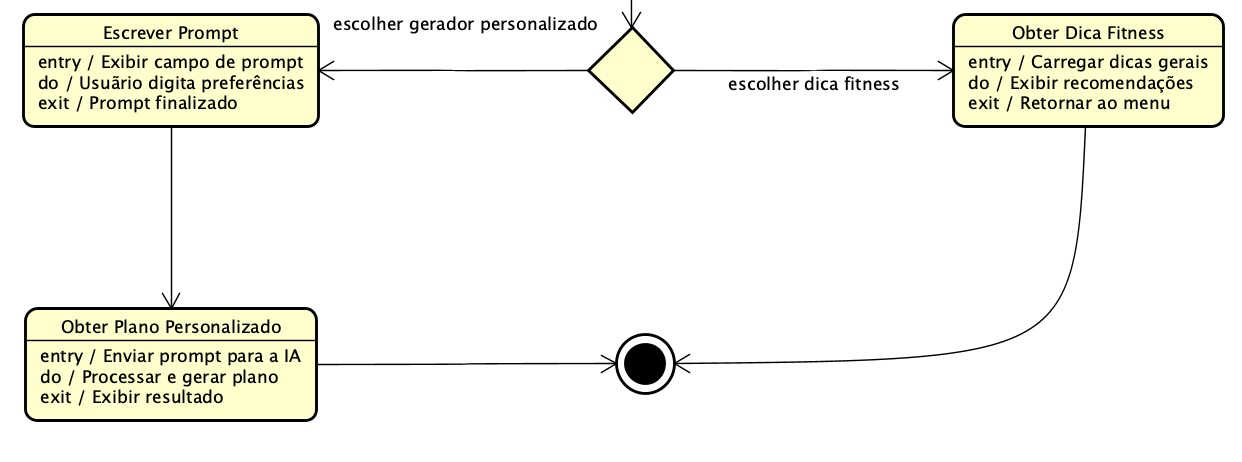 escolher gerador personalizado
Escrever Prompt
entry / Exibir campo de prompt
do / Usuãrio digita preferências
exit / Prompt finalizado
escolher dica fitness
Obter Dica Fitness
entry / Carregar dicas gerais
do / Exibir recomendações
exit / Retornar ao menu
Obter Plano Personalizado
entry / Enviar prompt para a IA
do / Processar e gerar plano
exit / Exibir resultado